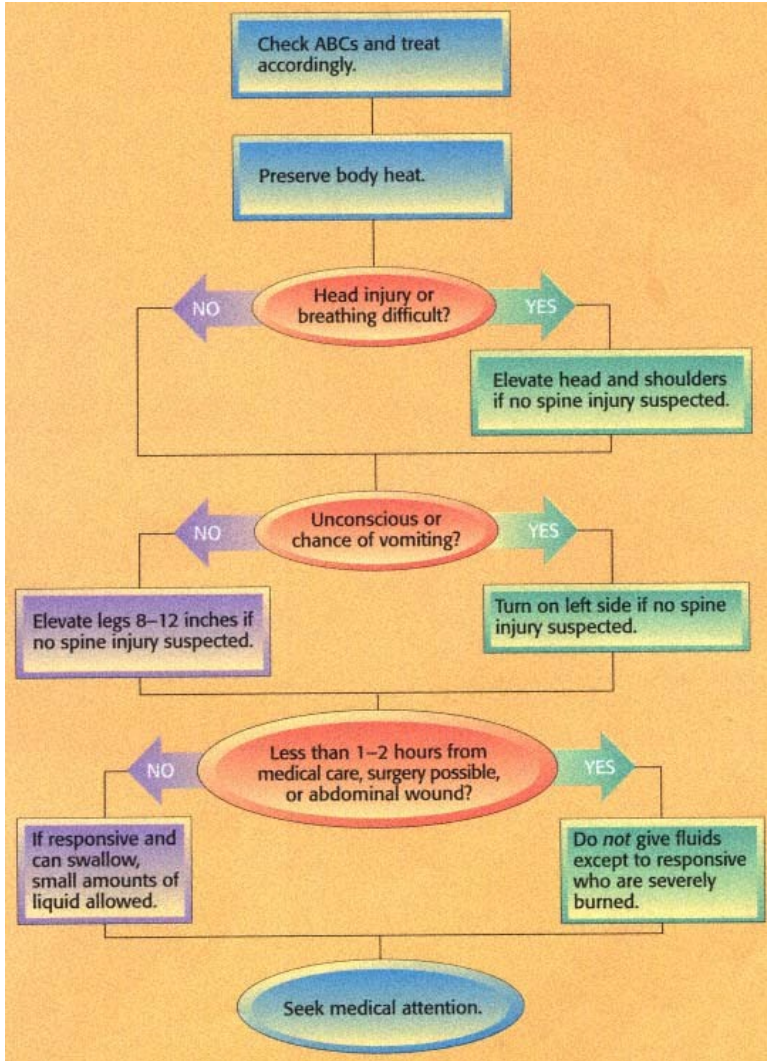 Check ABCs and treat
accordingly.
Preserve body heat.
NO
Head injury or
breathing difficult?
YES
Elevate head and shoulders
if no spine injury suspected.
NO
Unconscious or
chance of vomiting?
YES
Elevate legs 8–12 inches if
no spine injury suspected.
Turn on left side if no spine
injury suspected.
NO
Less than 1–2 hours from
medical care, surgery possible,
or abdominal wound?
YES
If responsive and
can swallow,
small amounts of
liquid allowed.
Do not give fluids
except to responsive
who are severely
burned.
Seek medical attention.